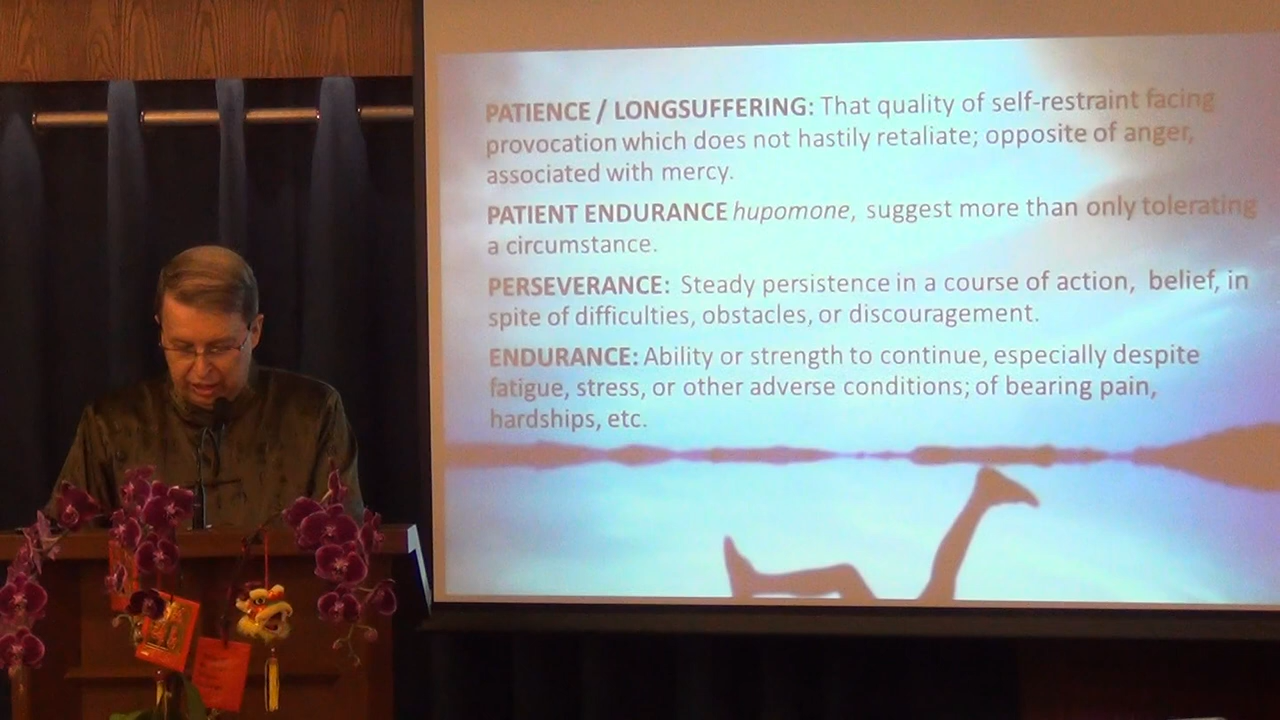 PATIENCE / LONGSUFFERING: That quality of self-restraint facing
provocation which does not hastily retaliate; opposite of anger,
associated with mercy.
PATIENT ENDURANCE hupomone, suggest more than only tolerating
a circumstance.
PERSEVERANCE: Steady persistence in a course of action, belief, in
spite of difficulties, obstacles, or discouragement.
ENDURANCE: Ability or strength to continue, especially despite
fatigue, stress, or other adverse conditions; of bearing pain,
hardships, etc.